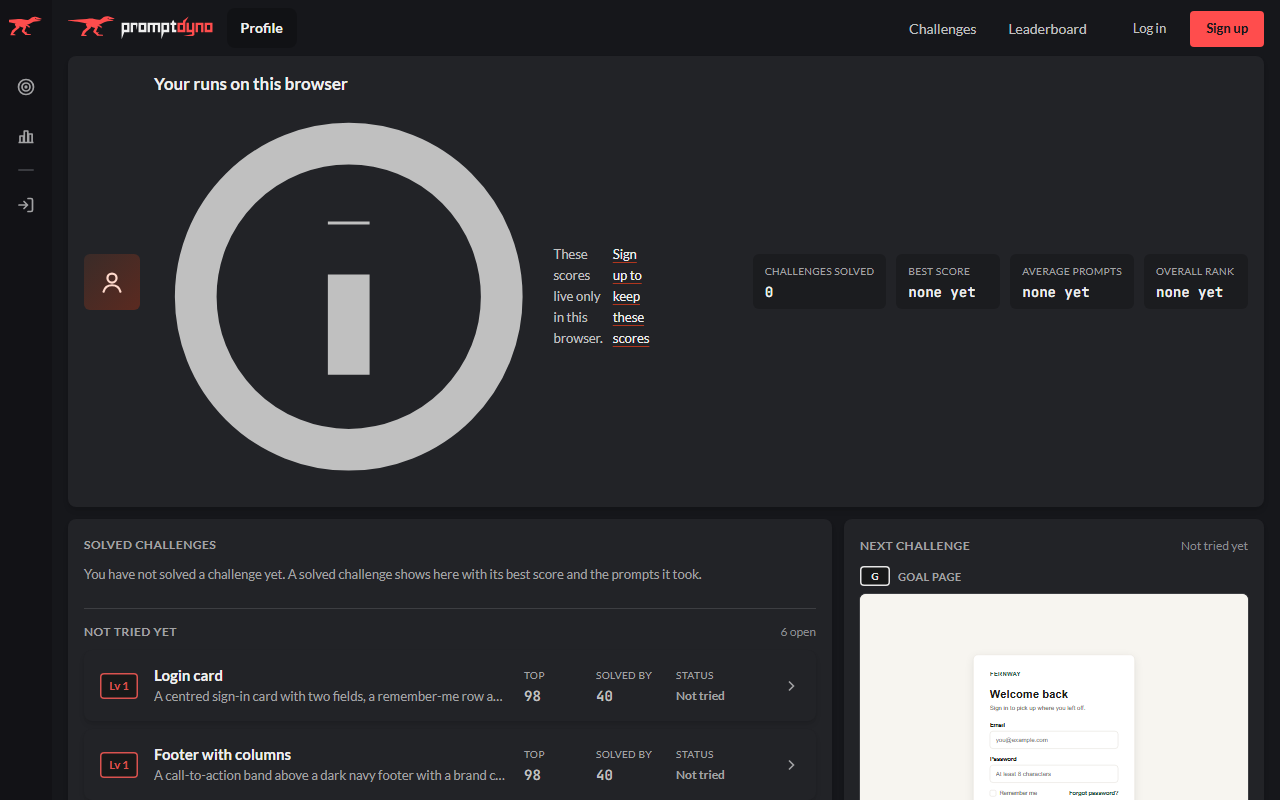 promptdyno
Profile
Challenges
Leaderboard
Log in
Sign up
Your runs on this browser
These
scores
live only
in this
browser.
Sign
up to
keep
these
scores
CHALLENGES SOLVED
0
BEST SCORE
none yet
AVERAGE PROMPTS
none yet
OVERALL RANK
none yet
SOLVED CHALLENGES
You have not solved a challenge yet. A solved challenge shows here with its best score and the prompts it took.
NOT TRIED YET
6 open
Lv 1
Login card
A centred sign-in card with two fields, a remember-me row a...
TOP
98
SOLVED BY
40
STATUS
Not tried
Lv 1
Footer with columns
A call-to-action band above a dark navy footer with a brand c...
TOP
98
SOLVED BY
40
STATUS
Not tried
NEXT CHALLENGE
Not tried yet
G
GOAL PAGE
FERNWAY
Welcome back
Sign in to pick up where you left off.
Email
you@example.com
Password
At least 8 characters
Remember me
Forgot password?